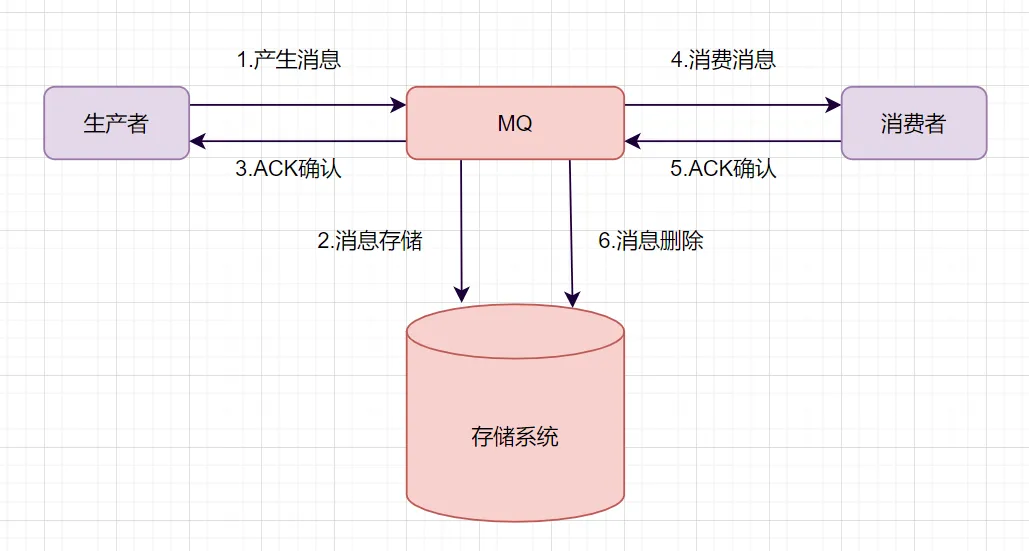 1.产生消息
4.消费消息
生产者
MQ
消费者
3.ACK确认
5.ACK确认
2.消息存储
6.消息删除
存储系统